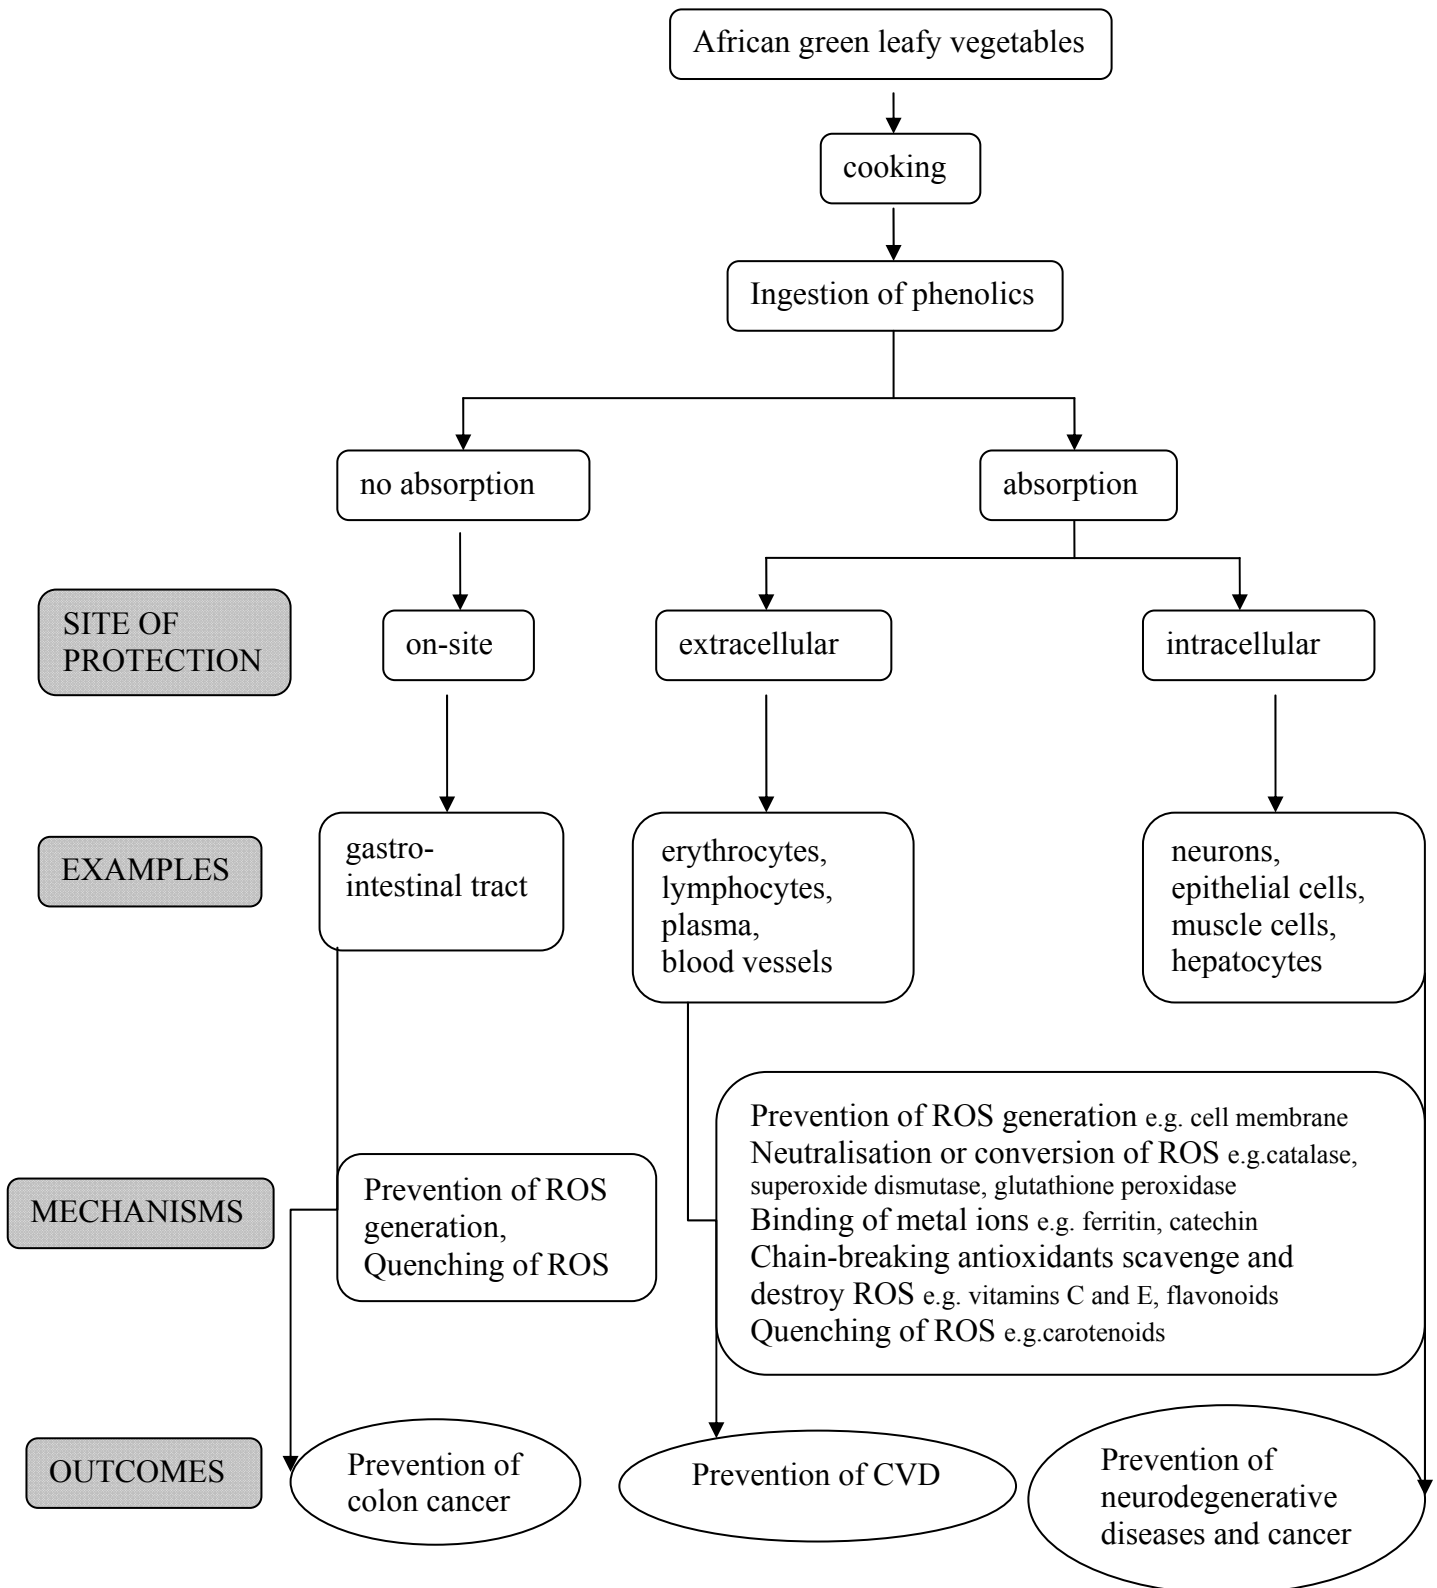 African green leafy vegetables
cooking
Ingestion of phenolics
no absorption
absorption
SITE OF
PROTECTION
on-site
extracellular
intracellular
EXAMPLES
gastro-
intestinal tract
erythrocytes,
lymphocytes,
plasma,
blood vessels
neurons,
epithelial cells,
muscle cells,
hepatocytes
MECHANISMS
Prevention of ROS
generation,
Quenching of ROS
Prevention of ROS generation e.g. cell membrane
Neutralisation or conversion of ROS e.g.catalase,
superoxide dismutase, glutathione peroxidase
Binding of metal ions e.g. ferritin, catechin
Chain-breaking antioxidants scavenge and
destroy ROS e.g. vitamins C and E, flavonoids
Quenching of ROS e.g.carotenoids
OUTCOMES
Prevention of
colon cancer
Prevention of CVD
Prevention of
neurodegenerative
diseases and cancer